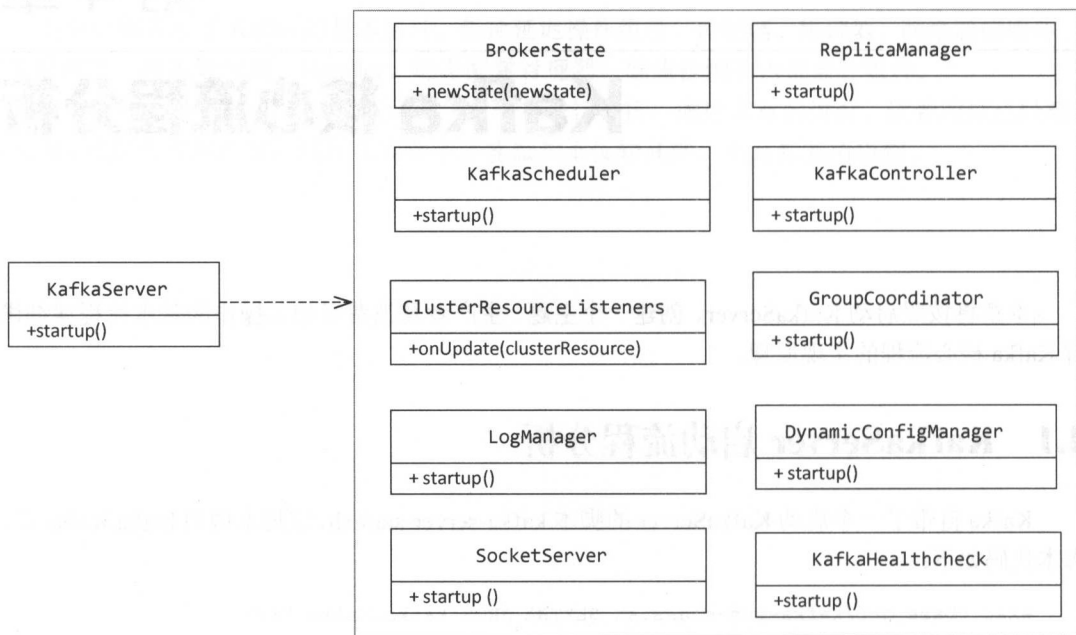 KafkaServer
+startup()
BrokerState
+ newState(newState)
KafkaScheduler
+startup()
ClusterResourceListeners
+onUpdate(clusterResource)
LogManager
+ startup()
SocketServer
+ startup ()
ReplicaManager
+ startup()
KafkaController
+ startup()
GroupCoordinator
+ startup()
DynamicConfigManager
+ startup()
KafkaHealthcheck
+startup ()